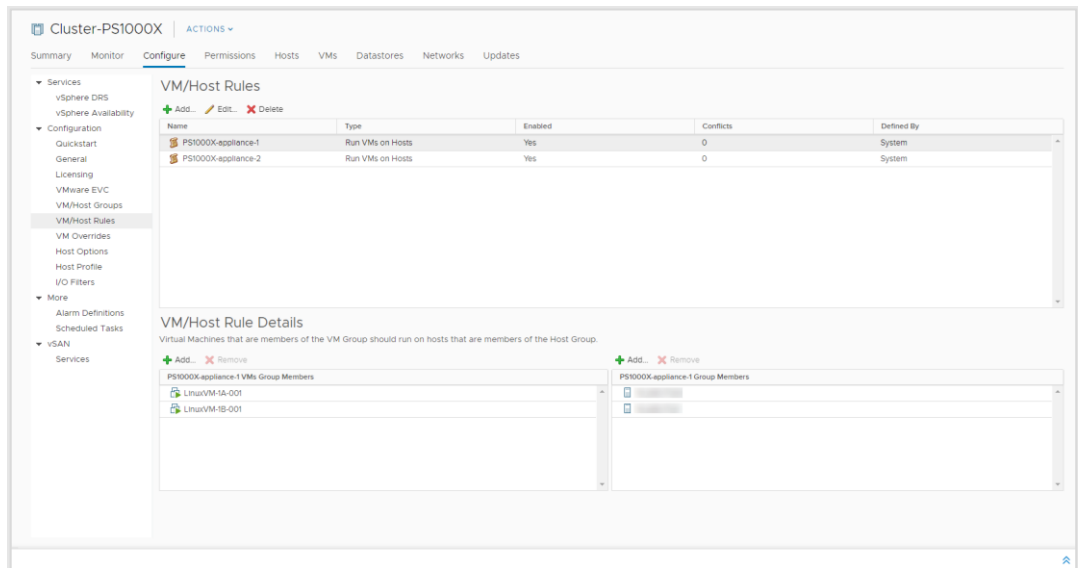 Cluster-PS1000X ACTIONS
Summary Monitor Configure Permissions Hosts VMs Datastores Networks Updates
Services
vSphere DRS
vSphere Availability
Configuration
Quickstart
General
Licensing
VMware EVC
VM/Host Groups
VM/Host Rules
VM Overrides
Host Options
Host Profile
I/O Filters
More
Alarm Definitions
Scheduled Tasks
vSAN
Services
VM/Host Rules
Add... Edit... Delete
Name Type Enabled Conflicts Defined By
PS1000X-appliance-1 Run VMs on Hosts Yes 0 System
PS1000X-appliance-2 Run VMs on Hosts Yes 0 System
VM/Host Rule Details
Virtual Machines that are members of the VM Group should run on hosts that are members of the Host Group.
Add... Remove
PS1000X-appliance-1 VMs Group Members
LinuxVM-1A-001
LinuxVM-1B-001
Add... Remove
PS1000X-appliance-1 Group Members